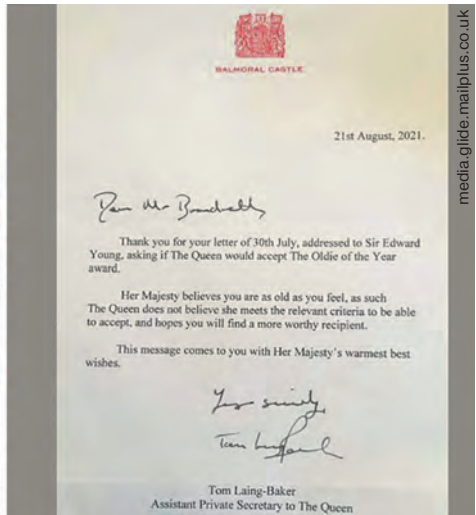 BALMORAL CASTLE
21st August, 2021.
Dear Mr Brandreth,
Thank you for your letter of 30th July, addressed to Sir Edward
Young, asking if The Queen would accept The Oldie of the Year
award.
Her Majesty believes you are as old as you feel, as such
The Queen does not believe she meets the relevant criteria to be able
to accept, and hopes you will find a more worthy recipient.
This message comes to you with Her Majesty's warmest best
wishes.
Yours sincerely,
Tom Laing-Baker
Assistant Private Secretary to The Queen
media.glide.mailplus.co.uk